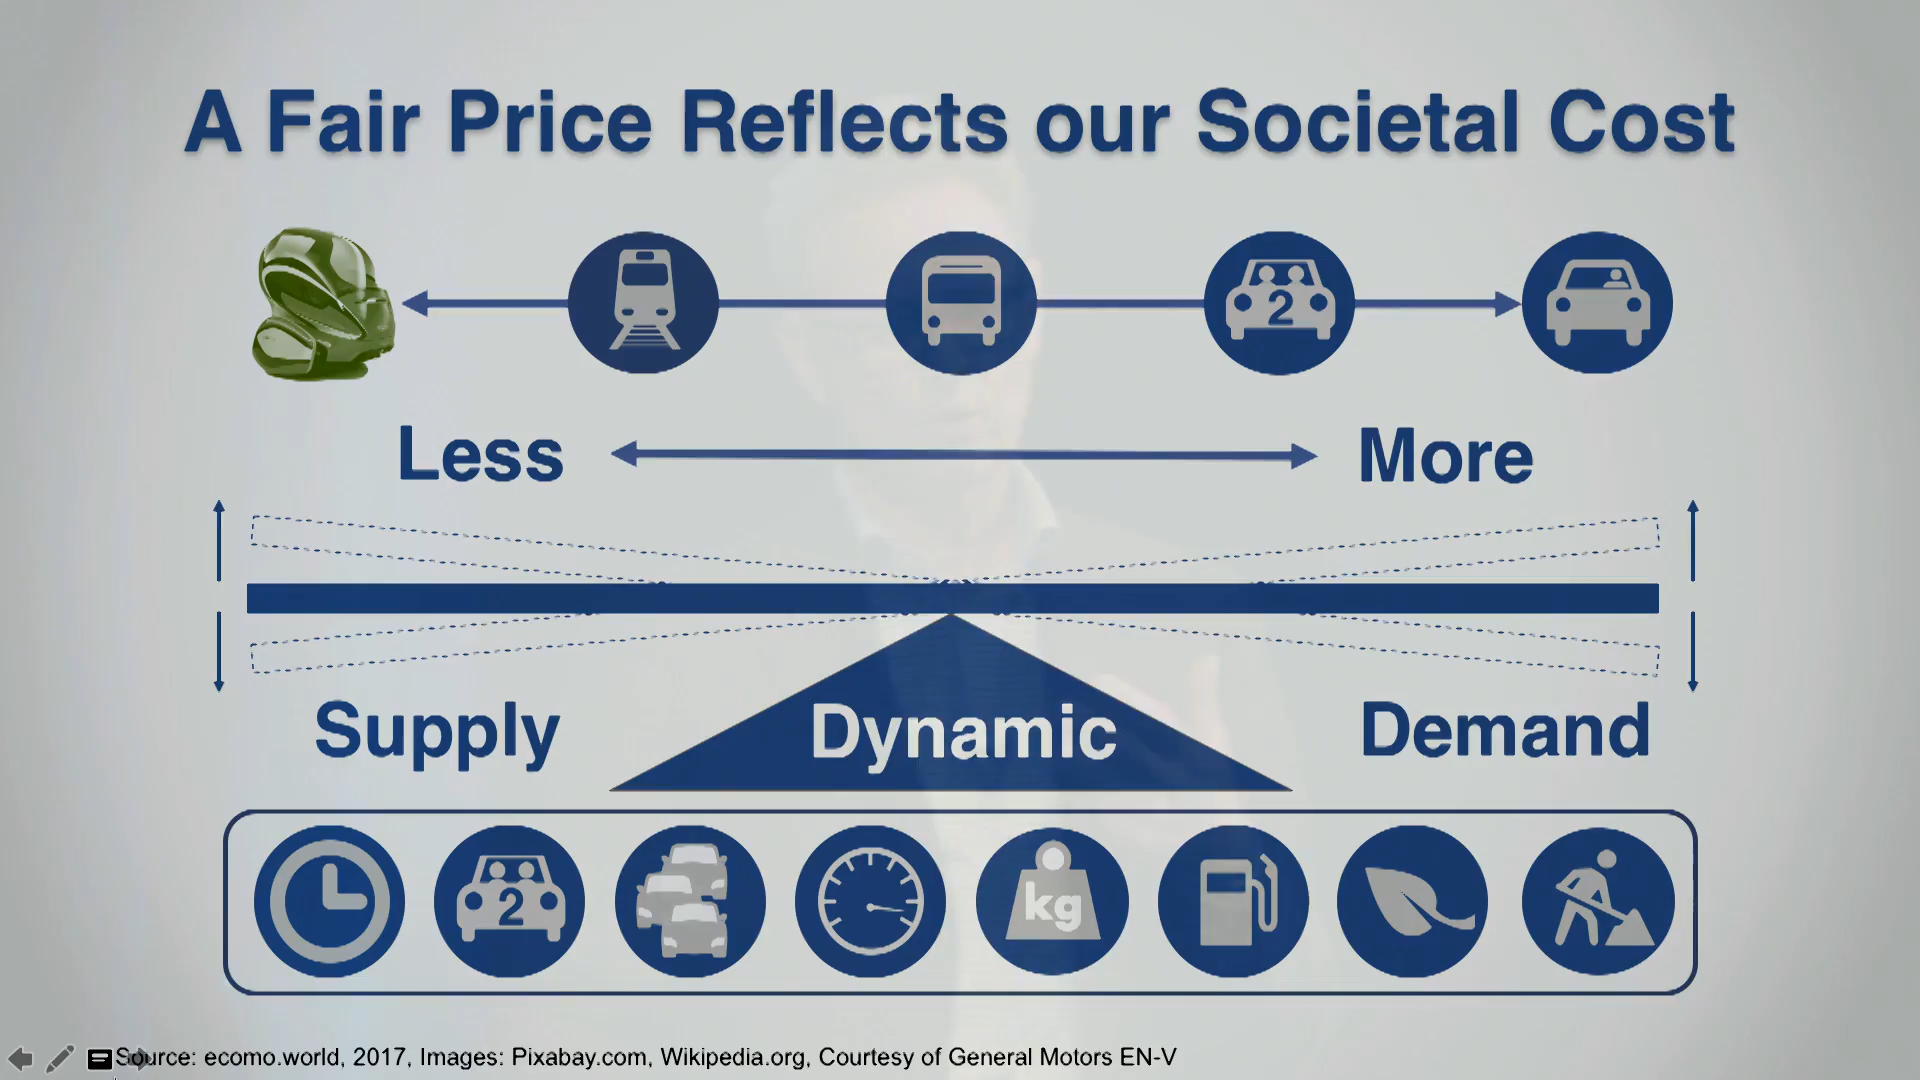 A Fair Price Reflects our Societal Cost
2
Less
More
Supply
Dynamic
Demand
2
kg
Source: ecomo.world, 2017, Images: Pixabay.com, Wikipedia.org, Courtesy of General Motors EN-V